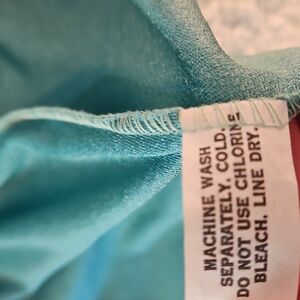 MACHINE WASH
SEPARATELY, COLD.
DO NOT USE CHLORINE
BLEACH. LINE DRY.